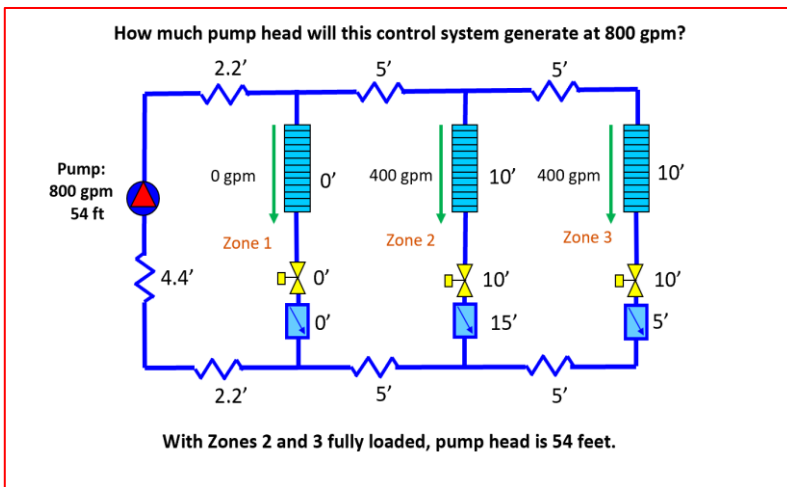 How much pump head will this control system generate at 800 gpm?
2.2’
5’
5’
Pump:
800 gpm
54 ft
0 gpm
0’
400 gpm
10’
400 gpm
10’
Zone 1
Zone 2
Zone 3
4.4’
0’
10’
10’
0’
15’
5’
2.2’
5’
5’
With Zones 2 and 3 fully loaded, pump head is 54 feet.